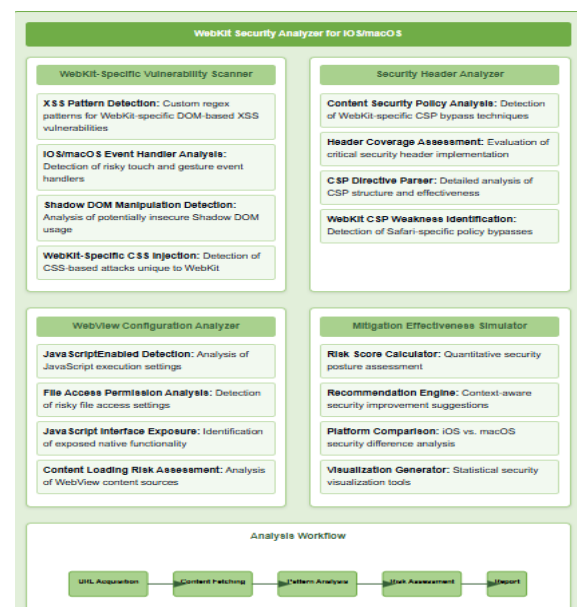 WebKit Security Analyzer for iOS/macOS
WebKit-Specific Vulnerability Scanner
XSS Pattern Detection: Custom regex
patterns for WebKit-specific DOM-based XSS
vulnerabilities
iOS/macOS Event Handler Analysis:
Detection of risky touch and gesture event
handlers
Shadow DOM Manipulation Detection:
Analysis of potentially insecure Shadow DOM
usage
WebKit-Specific CSS Injection: Detection of
CSS-based attacks unique to WebKit
Security Header Analyzer
Content Security Policy Analysis: Detection
of WebKit-specific CSP bypass techniques
Header Coverage Assessment: Evaluation of
critical security header implementation
CSP Directive Parser: Detailed analysis of
CSP structure and effectiveness
WebKit CSP Weakness Identification:
Detection of Safari-specific policy bypasses
WebView Configuration Analyzer
JavaScriptEnabled Detection: Analysis of
JavaScript execution settings
File Access Permission Analysis: Detection
of risky file access settings
JavaScript Interface Exposure: Identification
of exposed native functionality
Content Loading Risk Assessment: Analysis
of WebView content sources
Mitigation Effectiveness Simulator
Risk Score Calculator: Quantitative security
posture assessment
Recommendation Engine: Context-aware
security improvement suggestions
Platform Comparison: iOS vs. macOS
security difference analysis
Visualization Generator: Statistical security
visualization tools
Analysis Workflow
URL Acquisition
Content Fetching
Pattern Analysis
Risk Assessment
Report